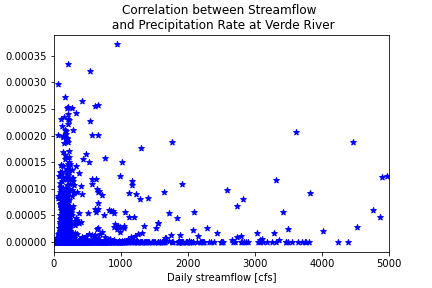 Correlation between Streamflow
and Precipitation Rate at Verde River
0.00035
0.00030
0.00025
0.00020
0.00015
0.00010
0.00005
0.00000
0 1000 2000 3000 4000 5000
Daily streamflow [cfs]